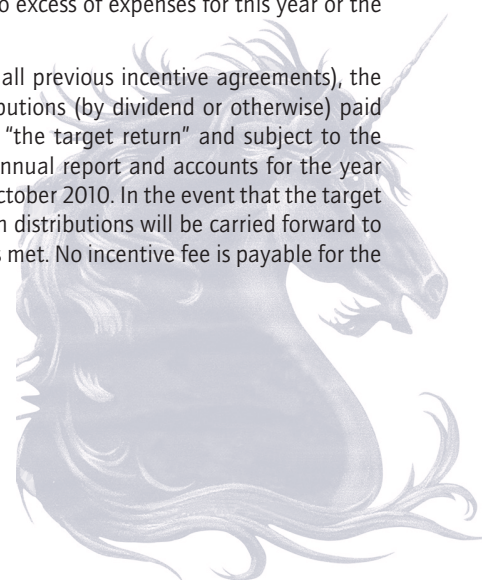 o excess of expenses for this year or the
all previous incentive agreements), the
butions (by dividend or otherwise) paid
“the target return” and subject to the
nnual report and accounts for the year
ctober 2010. In the event that the target
n distributions will be carried forward to
s met. No incentive fee is payable for the